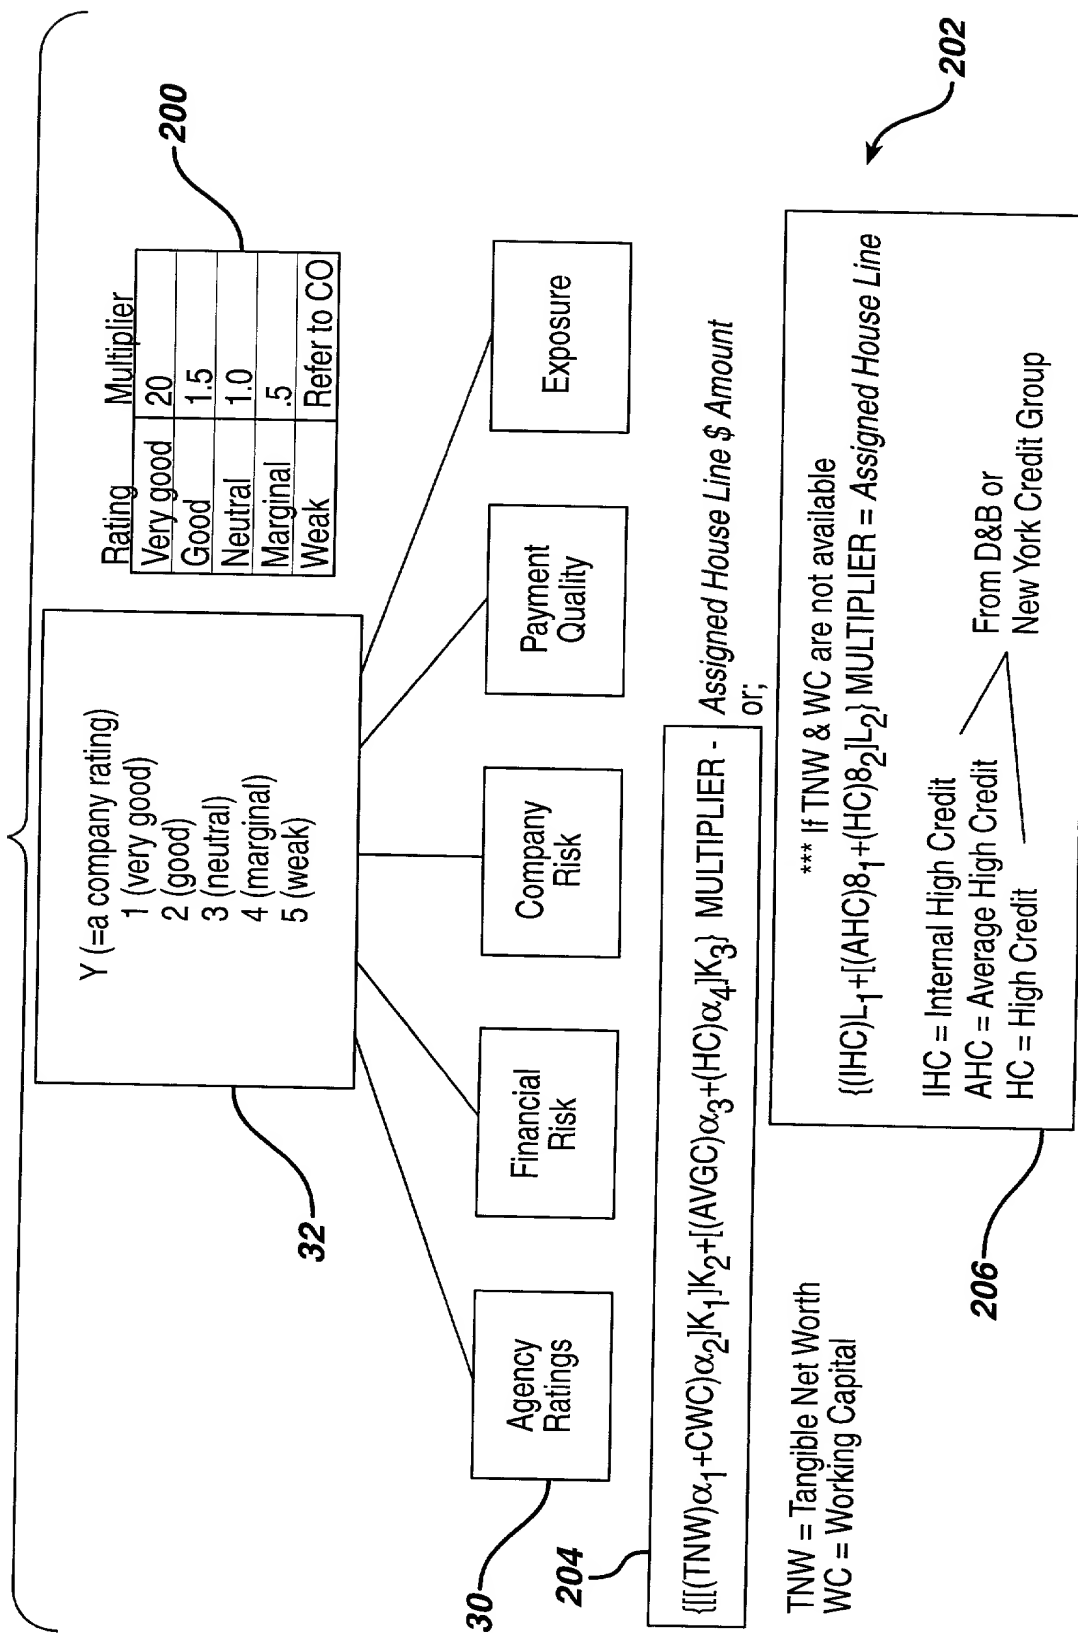 Y (=a company rating)
1 (very good)
2 (good)
3 (neutral)
4 (marginal)
5 (weak)
32
Rating Multiplier
Very good 20
Good 1.5
Neutral 1.0
Marginal .5
Weak Refer to CO
200
30
Agency
Ratings
Financial
Risk
Company
Risk
Payment
Quality
Exposure
204
{[[(TNW)α₁+CWC)α₂]K₁]K₂+[(AVGC)α₃+(HC)α₄]K₃} MULTIPLIER - Assigned House Line $ Amount
or;
TNW = Tangible Net Worth
WC = Working Capital
202
*** If TNW & WC are not available
{(IHC)L₁+[(AHC)8₁+(HC)8₂]L₂} MULTIPLIER = Assigned House Line
IHC = Internal High Credit
AHC = Average High Credit
HC = High Credit
From D&B or
New York Credit Group
206